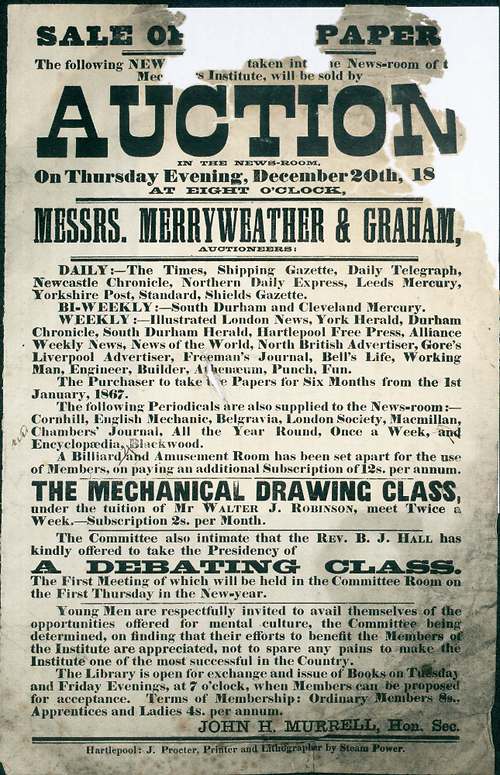 SALE OF PAPER
The following NEW taken int the News-room of t
Mec s Institute, will be sold by
AUCTION
IN THE NEWS-ROOM,
On Thursday Evening, December 20th, 18
AT EIGHT O'CLOCK,
MESSRS. MERRYWEATHER & GRAHAM,
AUCTIONEERS:
DAILY:—The Times, Shipping Gazette, Daily Telegraph,
Newcastle Chronicle, Northern Daily Express, Leeds Mercury,
Yorkshire Post, Standard, Shields Gazette.
BI-WEEKLY:—South Durham and Cleveland Mercury.
WEEKLY:—Illustrated London News, York Herald, Durham
Chronicle, South Durham Herald, Hartlepool Free Press, Alliance
Weekly News, News of the World, North British Advertiser, Gore's
Liverpool Advertiser, Freeman's Journal, Bell's Life, Working
Man, Engineer, Builder, Athenæum, Punch, Fun.
The Purchaser to take the Papers for Six Months from the 1st
January, 1867.
The following Periodicals are also supplied to the News-room:—
Cornhill, English Mechanic, Belgravia, London Society, Macmillan,
Chambers' Journal, All the Year Round, Once a Week, and
Encyclopædia, Blackwood.
A Billiard and Amusement Room has been set apart for the use
of Members, on paying an additional Subscription of 12s. per annum.
THE MECHANICAL DRAWING CLASS,
under the tuition of Mr WALTER J. ROBINSON, meet Twice a
Week.—Subscription 2s. per Month.
The Committee also intimate that the REV. B. J. HALL has
kindly offered to take the Presidency of
A DEBATING CLASS.
The First Meeting of which will be held in the Committee Room on
the First Thursday in the New-year.
Young Men are respectfully invited to avail themselves of the
opportunities offered for mental culture, the Committee being
determined, on finding that their efforts to benefit the Members of
the Institute are appreciated, not to spare any pains to make the
Institute one of the most successful in the Country.
The Library is open for exchange and issue of Books on Tuesday
and Friday Evenings, at 7 o'clock, when Members can be proposed
for acceptance. Terms of Membership: Ordinary Members 8s.,
Apprentices and Ladies 4s. per annum.
JOHN H. MURRELL, Hon. Sec.
Hartlepool: J. Procter, Printer and Lithographer by Steam Power.